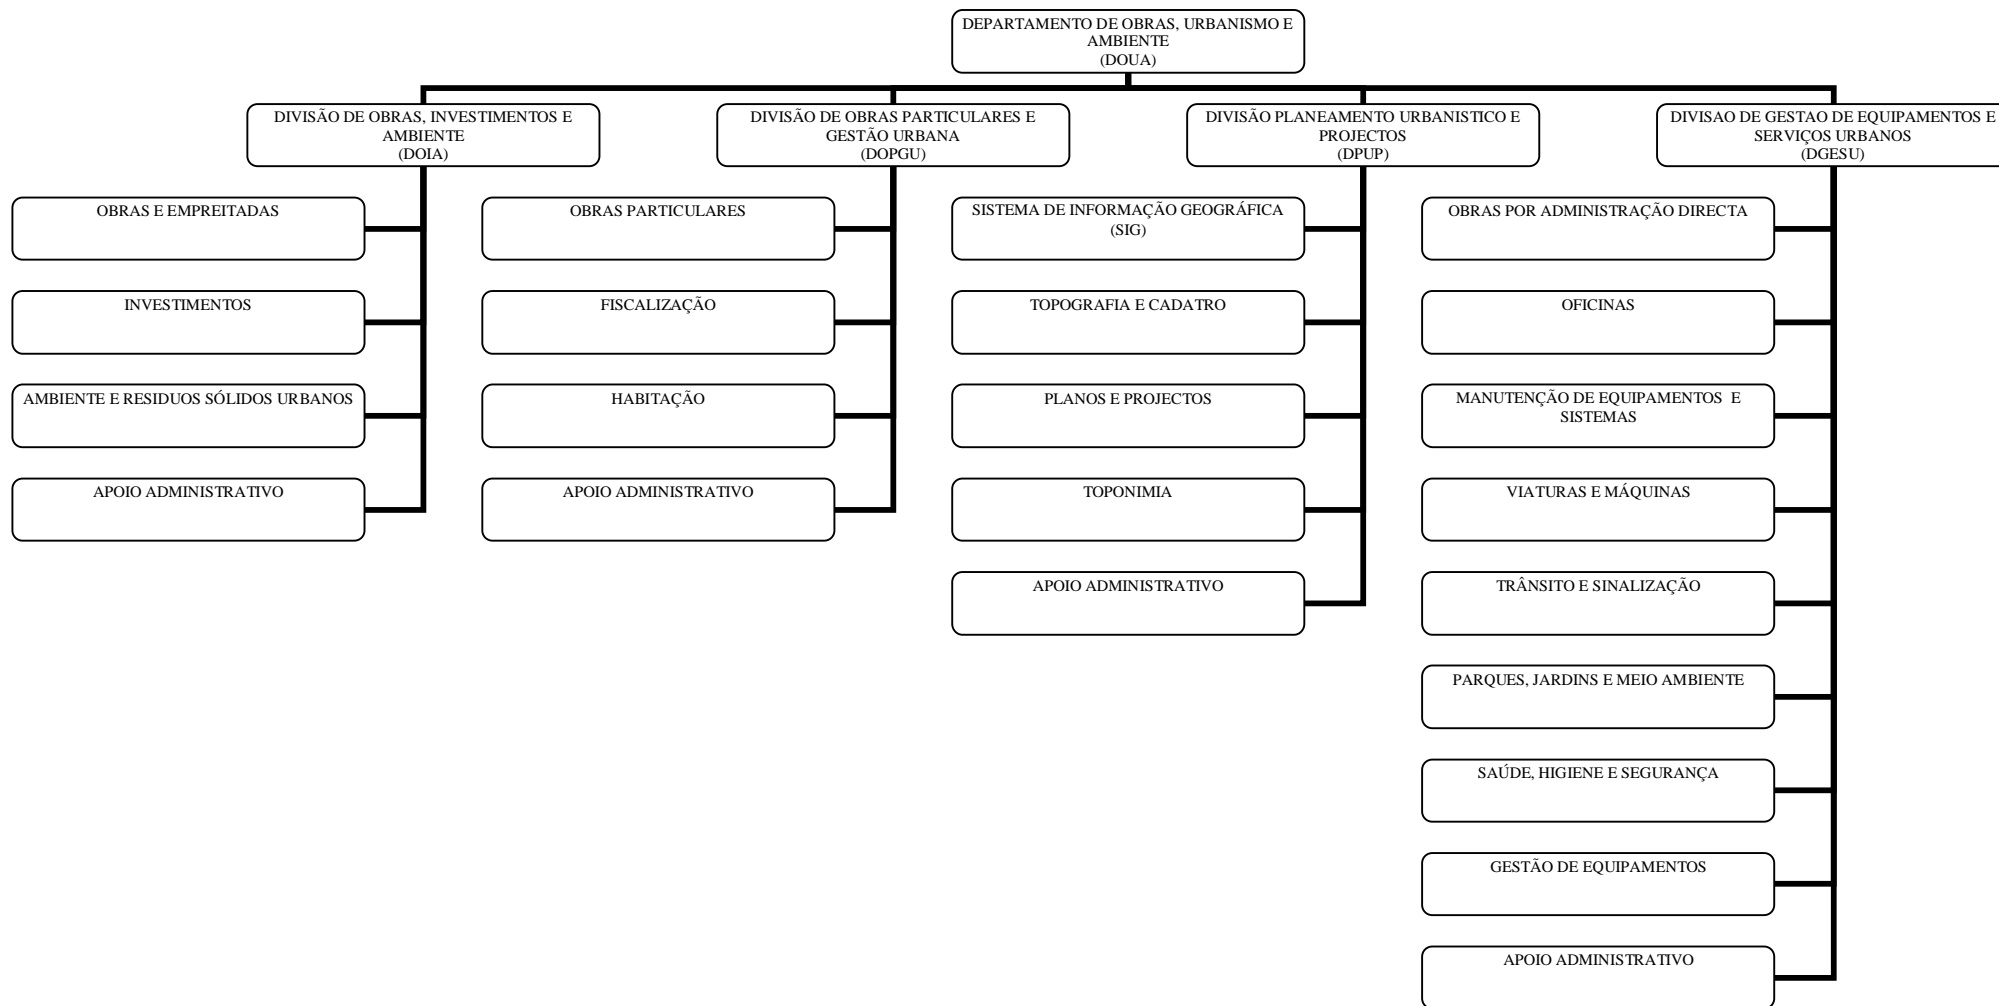 DEPARTAMENTO DE OBRAS, URBANISMO E
AMBIENTE
(DOUA)
DIVISÃO DE OBRAS, INVESTIMENTOS E
AMBIENTE
(DOIA)
OBRAS E EMPREITADAS
INVESTIMENTOS
AMBIENTE E RESIDUOS SÓLIDOS URBANOS
APOIO ADMINISTRATIVO
DIVISÃO DE OBRAS PARTICULARES E
GESTÃO URBANA
(DOPGU)
OBRAS PARTICULARES
FISCALIZAÇÃO
HABITAÇÃO
APOIO ADMINISTRATIVO
DIVISÃO PLANEAMENTO URBANISTICO E
PROJECTOS
(DPUP)
SISTEMA DE INFORMAÇÃO GEOGRÁFICA
(SIG)
TOPOGRAFIA E CADATRO
PLANOS E PROJECTOS
TOPONIMIA
APOIO ADMINISTRATIVO
DIVISAO DE GESTAO DE EQUIPAMENTOS E
SERVIÇOS URBANOS
(DGESU)
OBRAS POR ADMINISTRAÇÃO DIRECTA
OFICINAS
MANUTENÇÃO DE EQUIPAMENTOS E
SISTEMAS
VIATURAS E MÁQUINAS
TRÂNSITO E SINALIZAÇÃO
PARQUES, JARDINS E MEIO AMBIENTE
SAÚDE, HIGIENE E SEGURANÇA
GESTÃO DE EQUIPAMENTOS
APOIO ADMINISTRATIVO